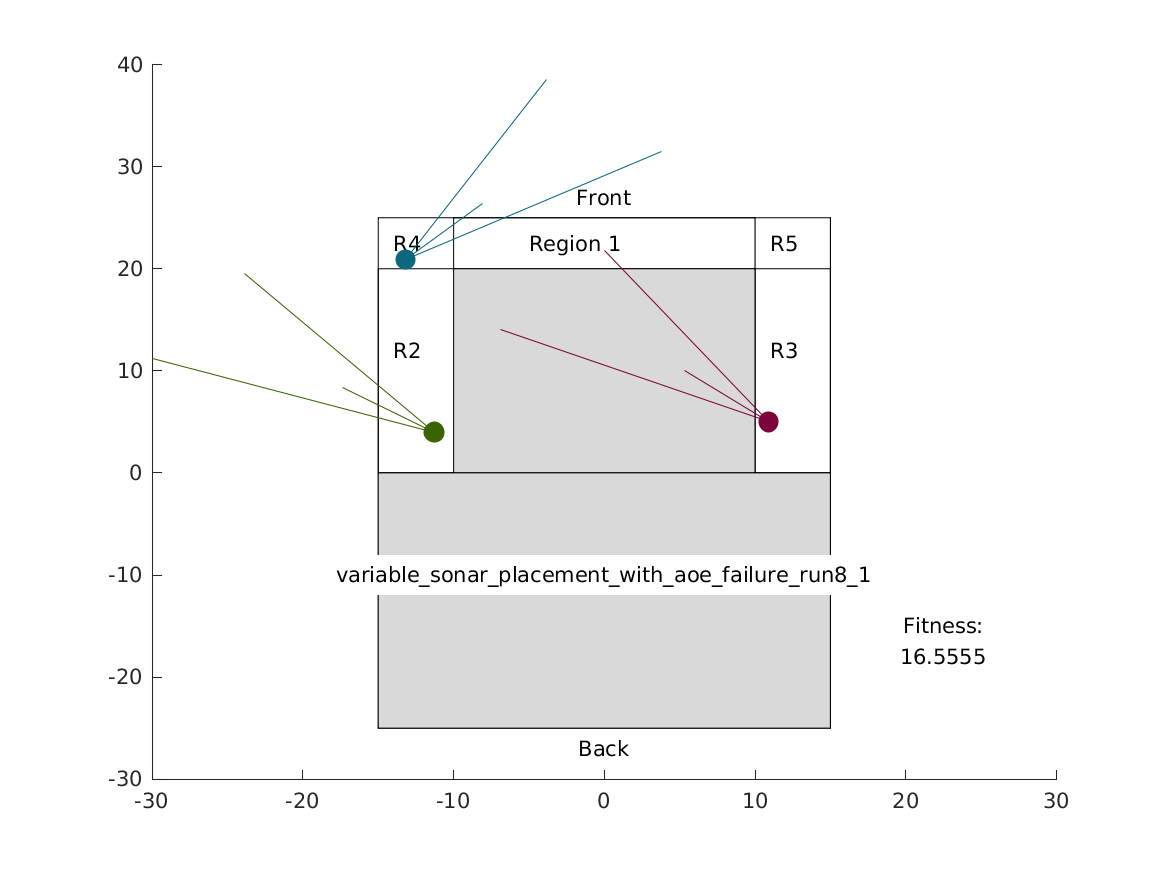 40
30
Front
R4
Region 1
R5
20
R2
R3
10
0
-10
variable_sonar_placement_with_aoe_failure_run8_1
Fitness:
16.5555
-20
Back
-30
-30
-20
-10
0
10
20
30